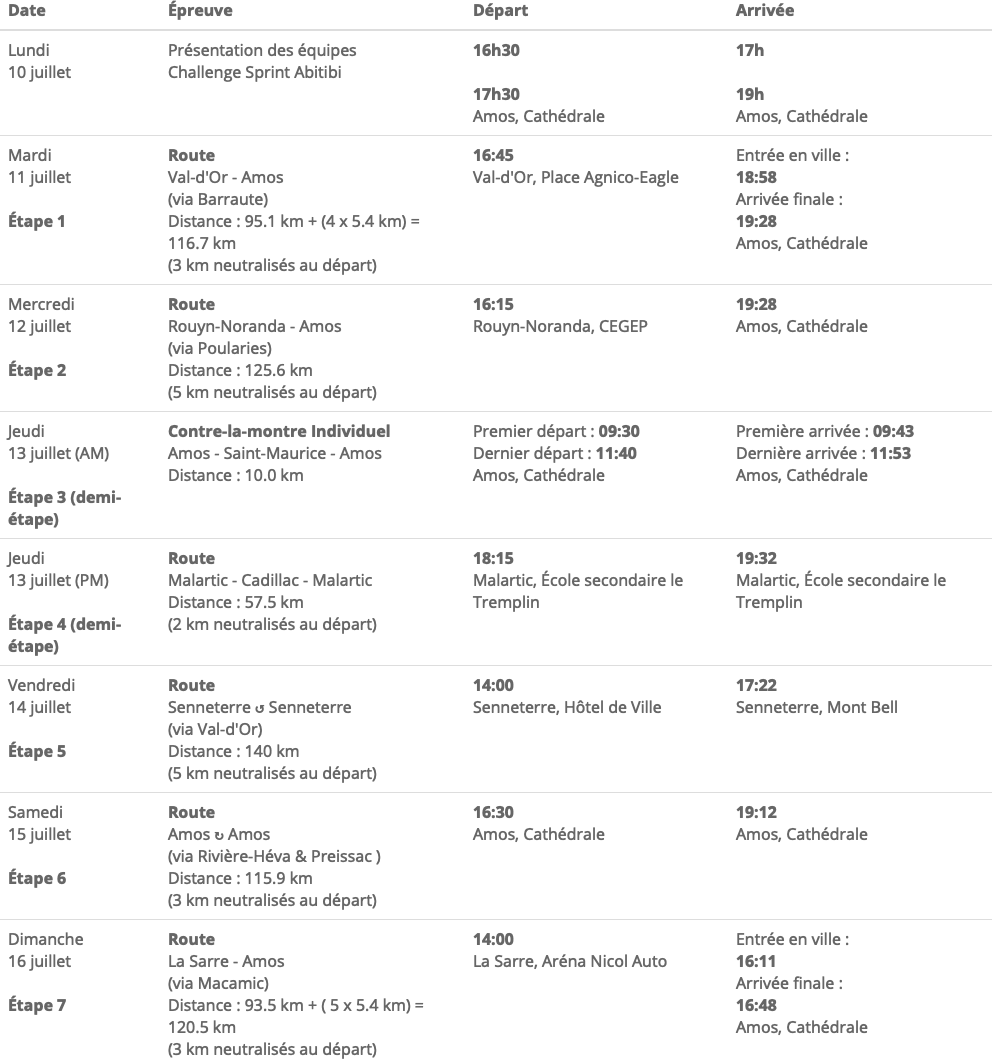 Date Épreuve Départ Arrivée
Lundi
10 juillet
Présentation des équipes
Challenge Sprint Abitibi
16h30
17h30
Amos, Cathédrale
17h
19h
Amos, Cathédrale
Mardi
11 juillet
Étape 1
Route
Val-d'Or - Amos
(via Barraute)
Distance : 95.1 km + (4 x 5.4 km) =
116.7 km
(3 km neutralisés au départ)
16:45
Val-d'Or, Place Agnico-Eagle
Entrée en ville :
18:58
Arrivée finale :
19:28
Amos, Cathédrale
Mercredi
12 juillet
Étape 2
Route
Rouyn-Noranda - Amos
(via Poularies)
Distance : 125.6 km
(5 km neutralisés au départ)
16:15
Rouyn-Noranda, CEGEP
19:28
Amos, Cathédrale
Jeudi
13 juillet (AM)
Étape 3 (demi-
étape)
Contre-la-montre Individuel
Amos - Saint-Maurice - Amos
Distance : 10.0 km
Premier départ : 09:30
Dernier départ : 11:40
Amos, Cathédrale
Première arrivée : 09:43
Dernière arrivée : 11:53
Amos, Cathédrale
Jeudi
13 juillet (PM)
Étape 4 (demi-
étape)
Route
Malartic - Cadillac - Malartic
Distance : 57.5 km
(2 km neutralisés au départ)
18:15
Malartic, École secondaire le
Tremplin
19:32
Malartic, École secondaire le
Tremplin
Vendredi
14 juillet
Étape 5
Route
Senneterre ↺ Senneterre
(via Val-d'Or)
Distance : 140 km
(5 km neutralisés au départ)
14:00
Senneterre, Hôtel de Ville
17:22
Senneterre, Mont Bell
Samedi
15 juillet
Étape 6
Route
Amos ↻ Amos
(via Rivière-Héva & Preissac )
Distance : 115.9 km
(3 km neutralisés au départ)
16:30
Amos, Cathédrale
19:12
Amos, Cathédrale
Dimanche
16 juillet
Étape 7
Route
La Sarre - Amos
(via Macamic)
Distance : 93.5 km + ( 5 x 5.4 km) =
120.5 km
(3 km neutralisés au départ)
14:00
La Sarre, Aréna Nicol Auto
Entrée en ville :
16:11
Arrivée finale :
16:48
Amos, Cathédrale